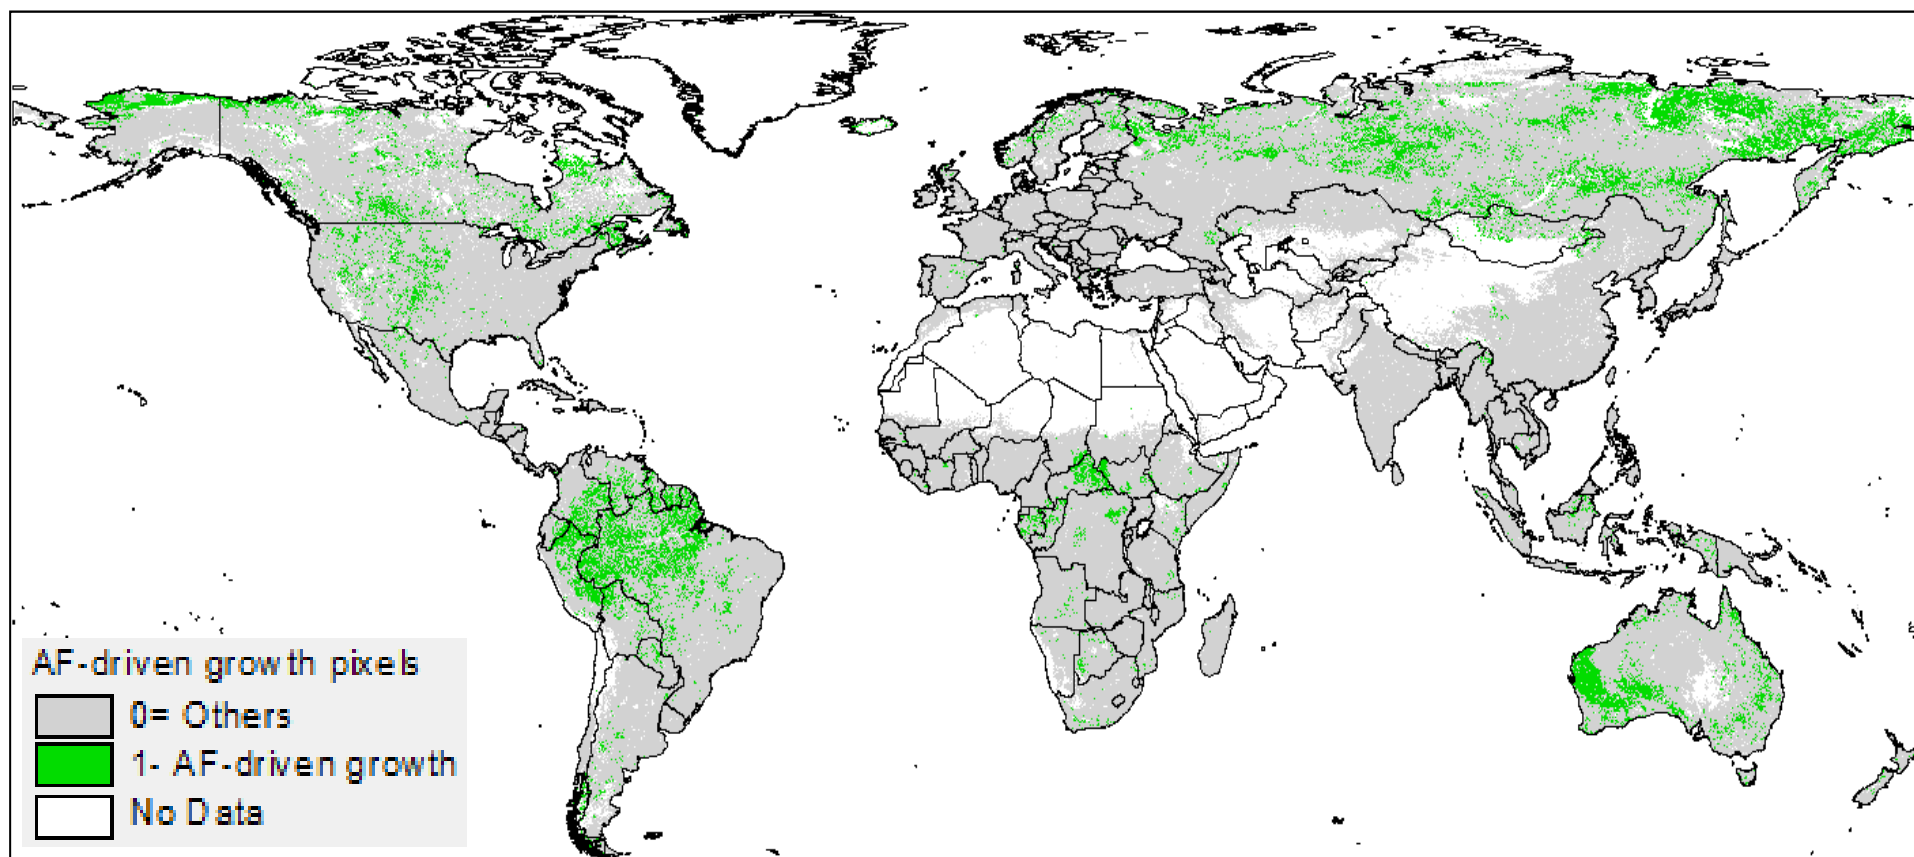 AF-driven growth pixels
0= Others
1- AF-driven growth
No Data